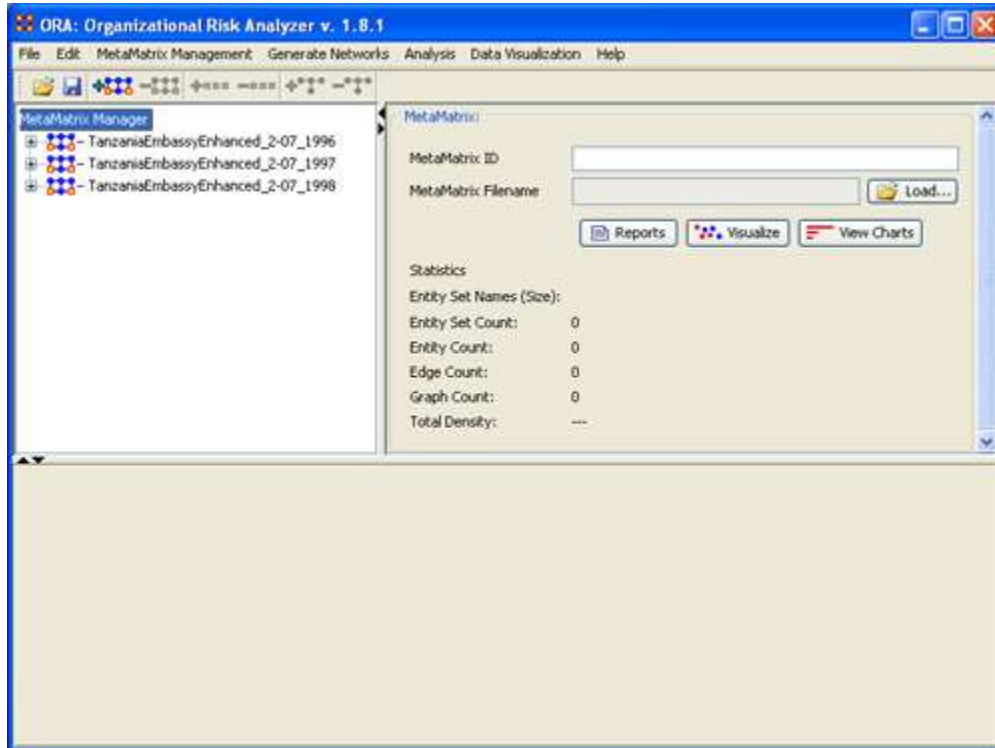 ORA: Organizational Risk Analyzer v. 1.8.1
File Edit MetaMatrix Management Generate Networks Analysis Data Visualization Help
MetaMatrix Manager
TanzaniaEmbassyEnhanced_2-07_1996
TanzaniaEmbassyEnhanced_2-07_1997
TanzaniaEmbassyEnhanced_2-07_1998
MetaMatrix:
MetaMatrix ID
MetaMatrix Filename Load...
Reports Visualize View Charts
Statistics
Entity Set Names (Size):
Entity Set Count: 0
Entity Count: 0
Edge Count: 0
Graph Count: 0
Total Density: ---